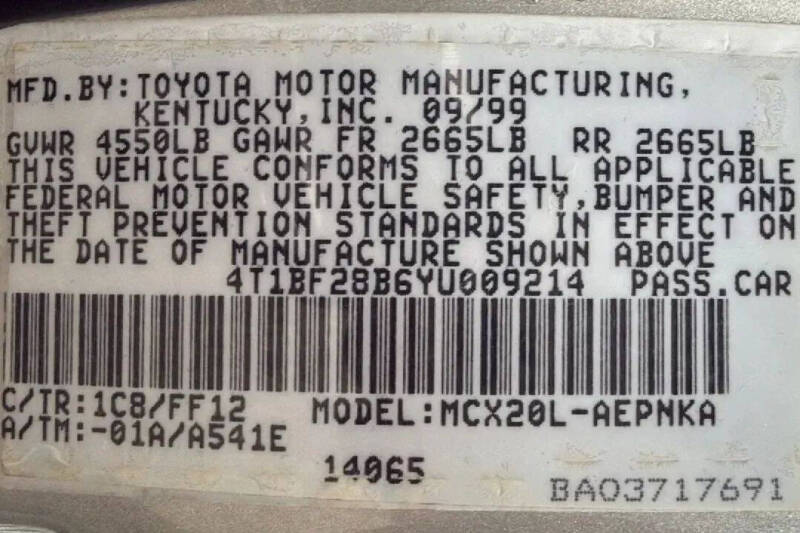 MFD.BY:TOYOTA MOTOR MANUFACTURING,
KENTUCKY,INC. 09/99
GVWR 4550LB GAWR FR 2665LB RR 2665LB
THIS VEHICLE CONFORMS TO ALL APPLICABLE
FEDERAL MOTOR VEHICLE SAFETY,BUMPER AND
THEFT PREVENTION STANDARDS IN EFFECT ON
THE DATE OF MANUFACTURE SHOWN ABOVE
4T1BF28B6YU009214 PASS.CAR
C/TR:1C8/FF12 MODEL:MCX20L-AEPNKA
A/TM:-01A/A541E
14065
BA03717691